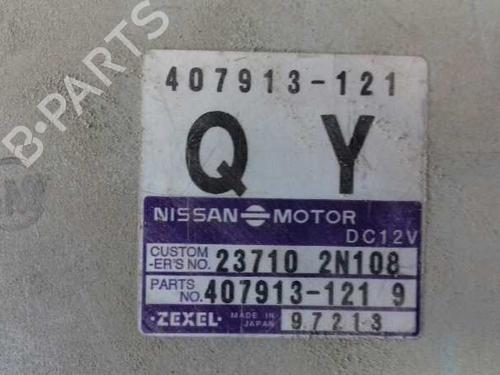 B-PARTS
407913-121
Q Y
NISSAN MOTOR
DC12V
CUSTOM
-ER'S NO. 23710 2N108
PARTS
NO. 407913-121 9
·ZEXEL· MADE IN
JAPAN 97213